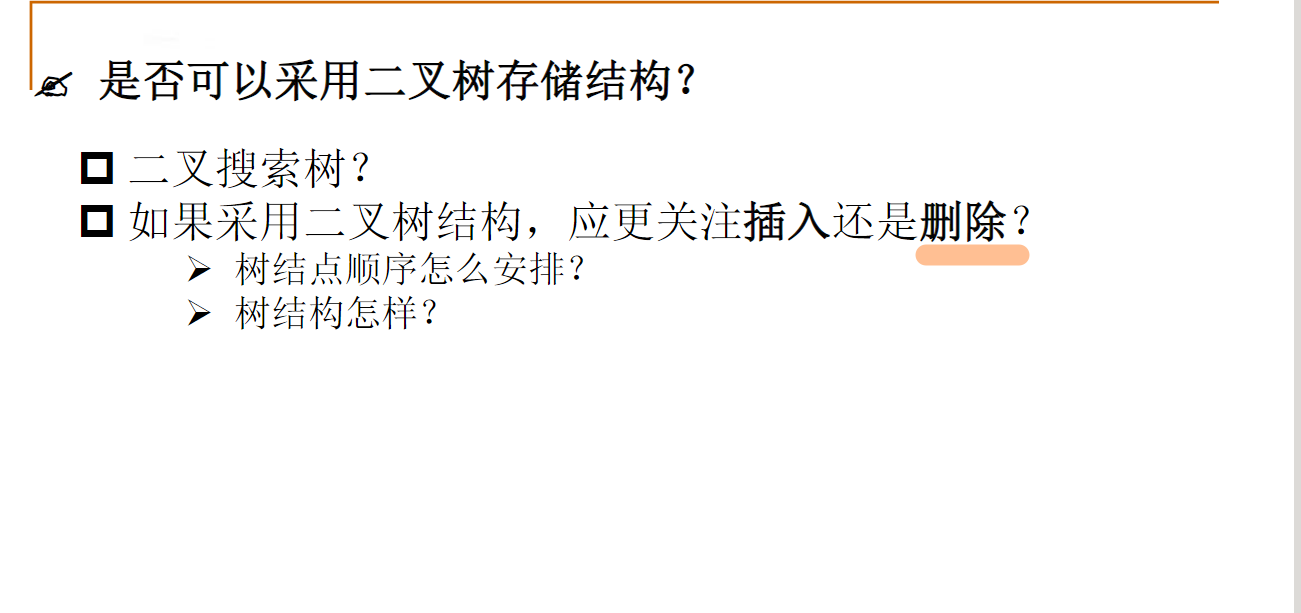 是否可以采用二叉树存储结构？
二叉搜索树？
如果采用二叉树结构，应更关注插入还是删除？
树结点顺序怎么安排？
树结构怎样？